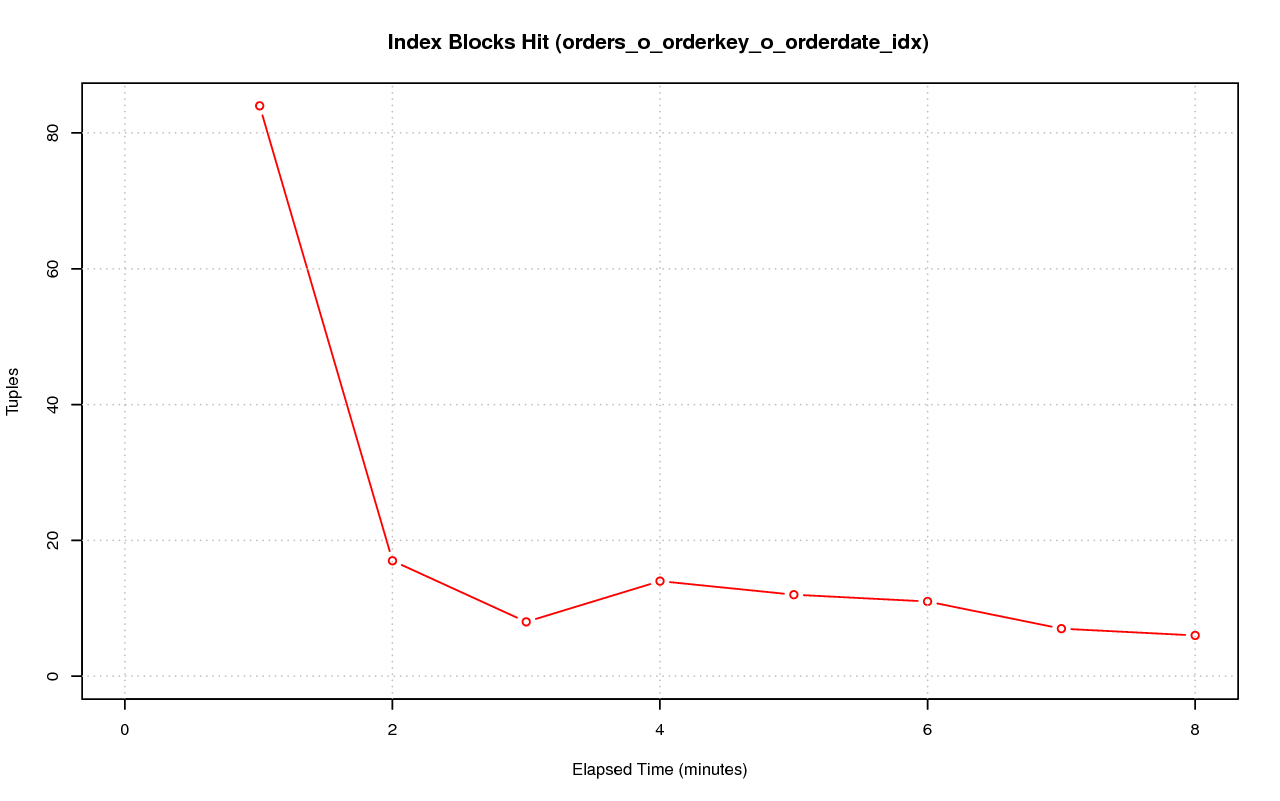 Index Blocks Hit (orders_o_orderkey_o_orderdate_idx)
Tuples
80
60
40
20
0
0 2 4 6 8
Elapsed Time (minutes)